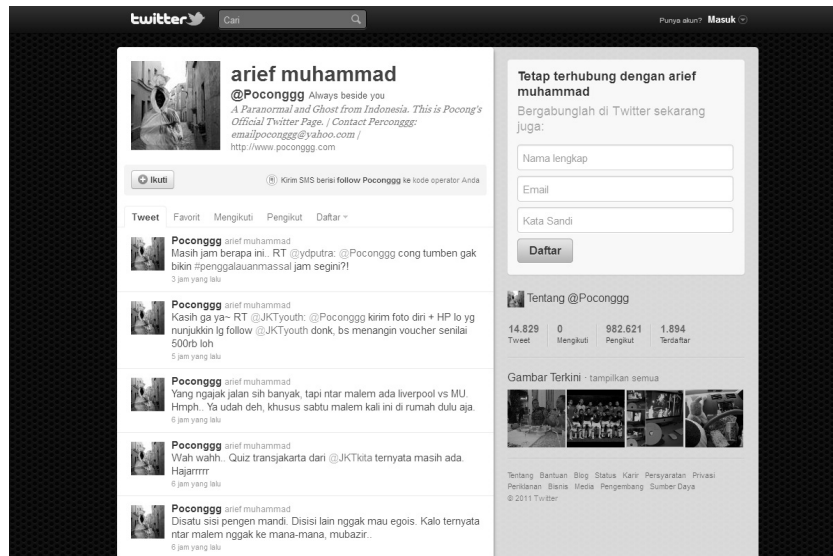 twitter
Cari
Punya akun? Masuk
arief muhammad
@Poconggg Always beside you
A Paranormal and Ghost from Indonesia. This is Pocong's
Official Twitter Page. | Contact Perconggg:
emailpoconggg@yahoo.com |
http://www.poconggg.com
Ikuti
Kirim SMS berisi follow Poconggg ke kode operator Anda
Tweet Favorit Mengikuti Pengikut Daftar
Poconggg arief muhammad
Masih jam berapa ini.. RT @ydputra: @Poconggg cong tumben gak
bikin #penggalauanmassal jam segini?!
3 jam yang lalu
Poconggg arief muhammad
Kasih ga ya~ RT @JKTyouth: @Poconggg kirim foto diri + HP lo yg
nunjukkin lg follow @JKTyouth donk, bs menangin voucher senilai
500rb loh
5 jam yang lalu
Poconggg arief muhammad
Yang ngajak jalan sih banyak, tapi ntar malem ada liverpool vs MU.
Hmph.. Ya udah deh, khusus sabtu malem kali ini di rumah dulu aja.
6 jam yang lalu
Poconggg arief muhammad
Wah wahh.. Quiz transjakarta dari @JKTkita ternyata masih ada.
Hajarrrrr
6 jam yang lalu
Poconggg arief muhammad
Disatu sisi pengen mandi. Disisi lain nggak mau egois. Kalo ternyata
ntar malem nggak ke mana-mana, mubazir..
6 jam yang lalu
Tetap terhubung dengan arief
muhammad
Bergabunglah di Twitter sekarang
juga:
Nama lengkap
Email
Kata Sandi
Daftar
Tentang @Poconggg
14.829 0 982.621 1.894
Tweet Mengikuti Pengikut Terdaftar
Gambar Terkini · tampilkan semua
Tentang Bantuan Blog Status Karir Persyaratan Privasi
Periklanan Bisnis Media Pengembang Sumber Daya
© 2011 Twitter